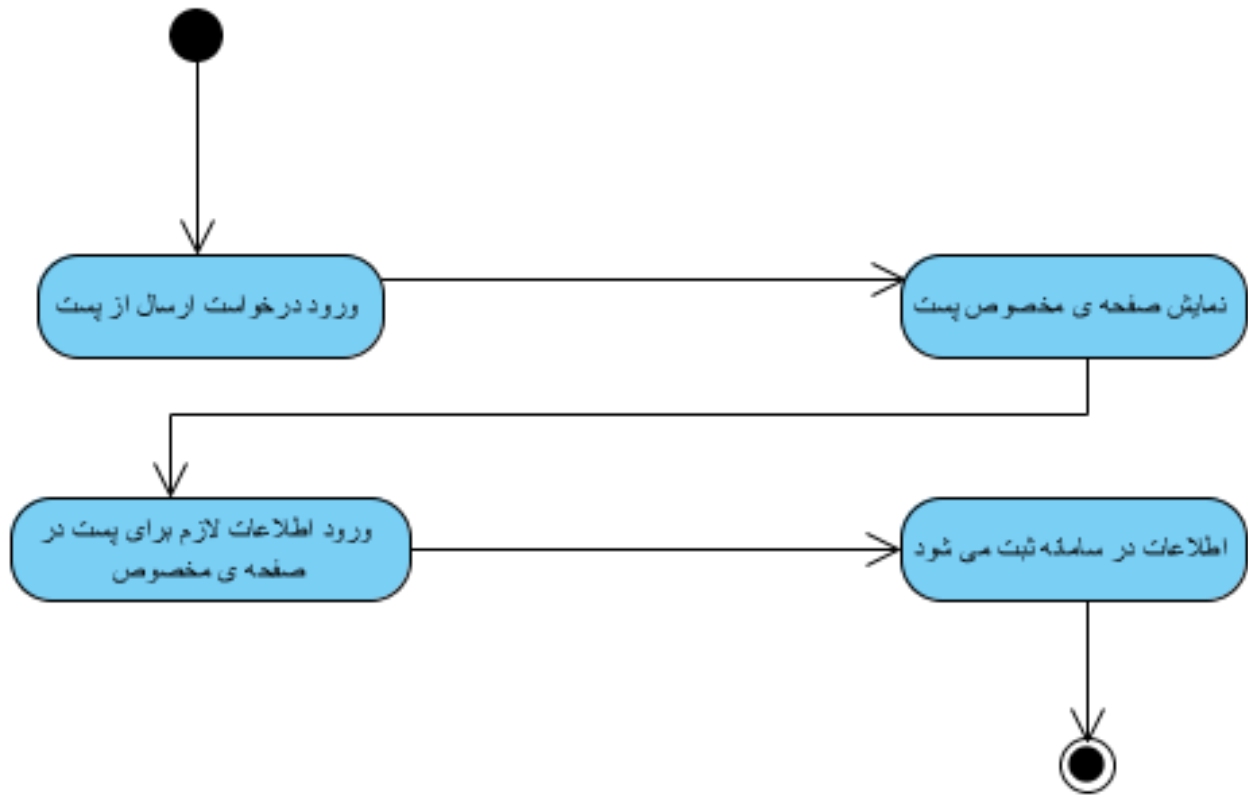 ورود درخواست ارسال از پست
نمایش صفحه ی مخصوص پست
ورود اطلاعات لازم برای پست در
صفحه ی مخصوص
اطلاعات در سامانه ثبت می شود